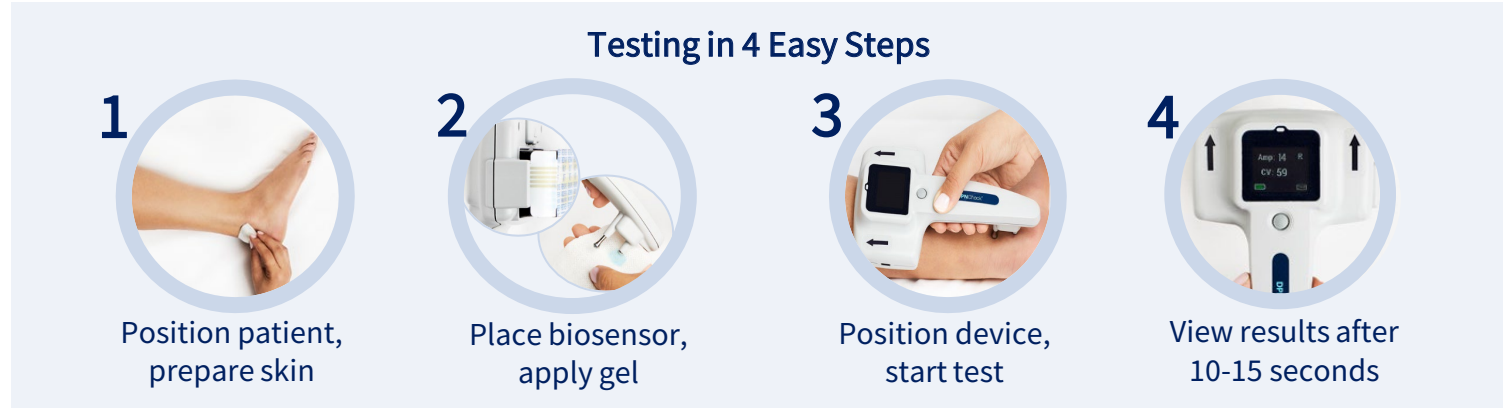 Testing in 4 Easy Steps
1
2
3
4
Amp: 14 R
CV: 59
Position patient,
prepare skin
Place biosensor,
apply gel
Position device,
start test
View results after
10-15 seconds